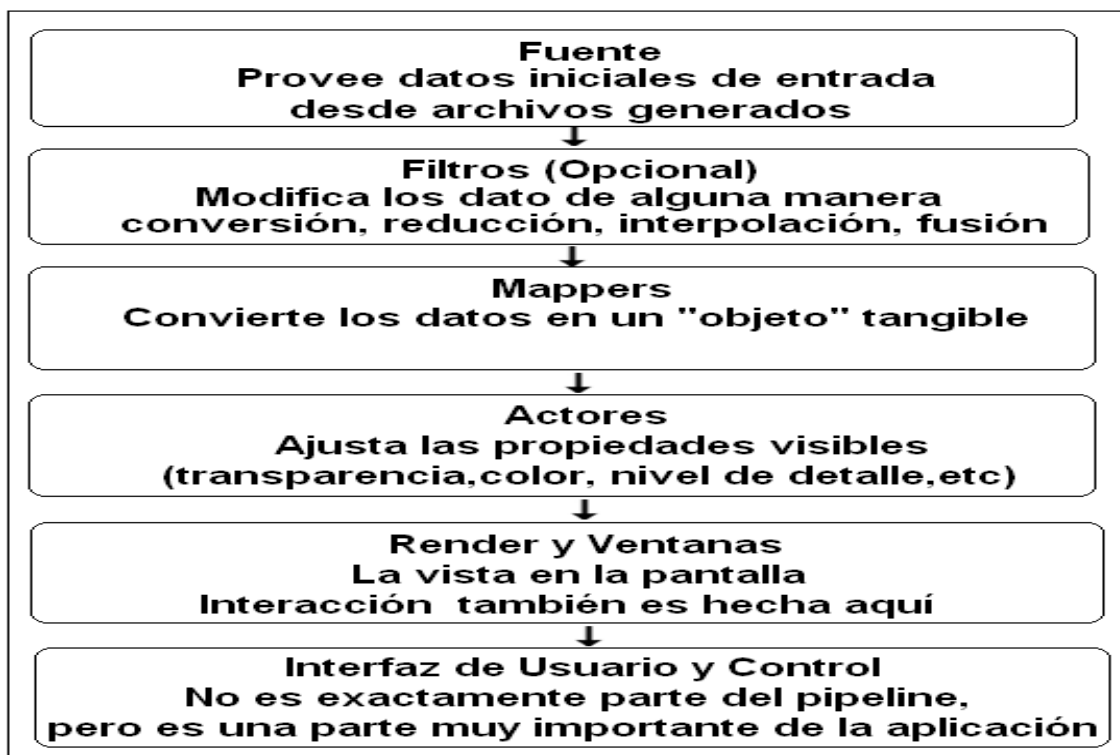 Fuente
Provee datos iniciales de entrada
desde archivos generados
Filtros (Opcional)
Modifica los dato de alguna manera
conversión, reducción, interpolación, fusión
Mappers
Convierte los datos en un "objeto" tangible
Actores
Ajusta las propiedades visibles
(transparencia,color, nivel de detalle,etc)
Render y Ventanas
La vista en la pantalla
Interacción  también es hecha aquí
Interfaz de Usuario y Control
No es exactamente parte del pipeline,
pero es una parte muy importante de la aplicación